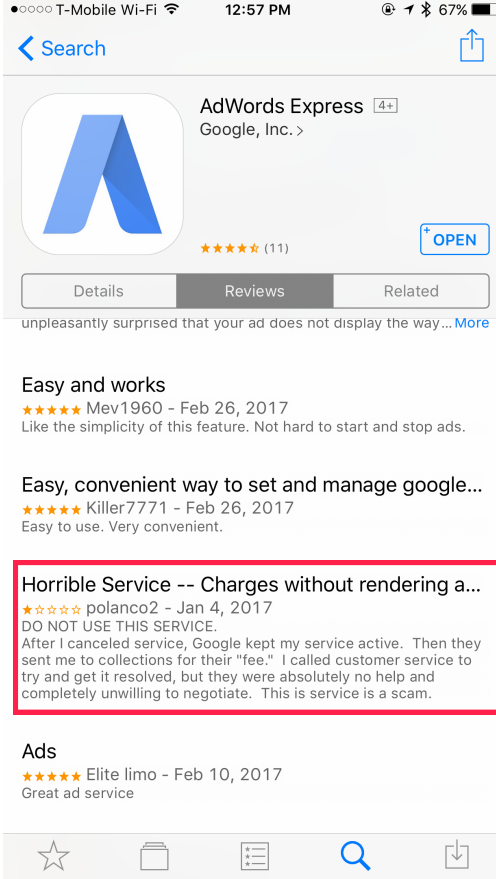 T-Mobile Wi-Fi 12:57 PM 67%
Search
AdWords Express 4+
Google, Inc. >
(11)
+ OPEN
Details Reviews Related
unpleasantly surprised that your ad does not display the way... More
Easy and works
Mev1960 - Feb 26, 2017
Like the simplicity of this feature. Not hard to start and stop ads.
Easy, convenient way to set and manage google...
Killer7771 - Feb 26, 2017
Easy to use. Very convenient.
Horrible Service -- Charges without rendering a...
polanco2 - Jan 4, 2017
DO NOT USE THIS SERVICE.
After I canceled service, Google kept my service active.  Then they
sent me to collections for their "fee."  I called customer service to
try and get it resolved, but they were absolutely no help and
completely unwilling to negotiate.  This is service is a scam.
Ads
Elite limo - Feb 10, 2017
Great ad service